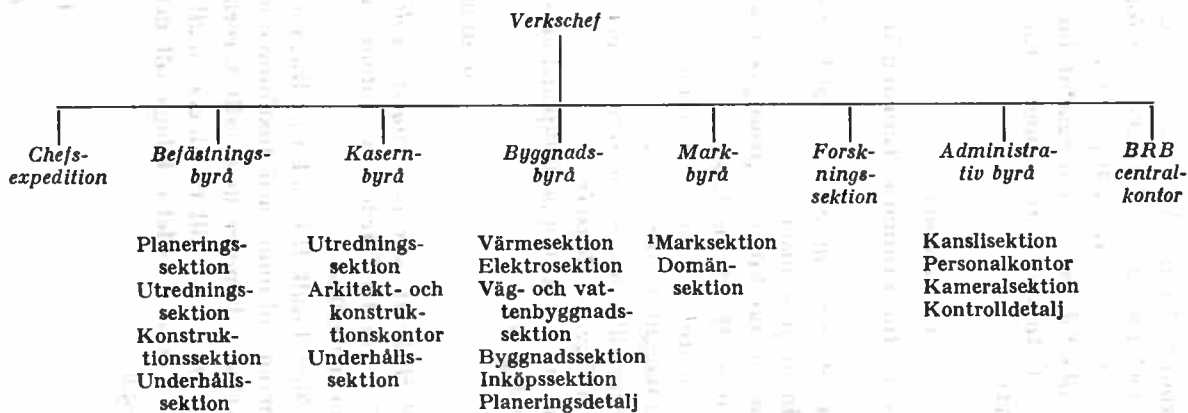 Verkschef
Chefs-
expedition
Befästnings-
byrå
Kasern-
byrå
Byggnads-
byrå
Mark-
byrå
Forsk-
nings-
sektion
Administra-
tiv byrå
BRB
central-
kontor
Planerings-
sektion
Utrednings-
sektion
Konstruk-
tionssektion
Underhålls-
sektion
Utrednings-
sektion
Arkitekt- och
konstruk-
tionskontor
Underhålls-
sektion
Värmesektion
Elektrosektion
Väg- och vat-
tenbyggnads-
sektion
Byggnadssektion
Inköpssektion
Planeringsdetalj
¹Marksektion
Domän-
sektion
Kanslisektion
Personalkontor
Kameralsektion
Kontrolldetalj